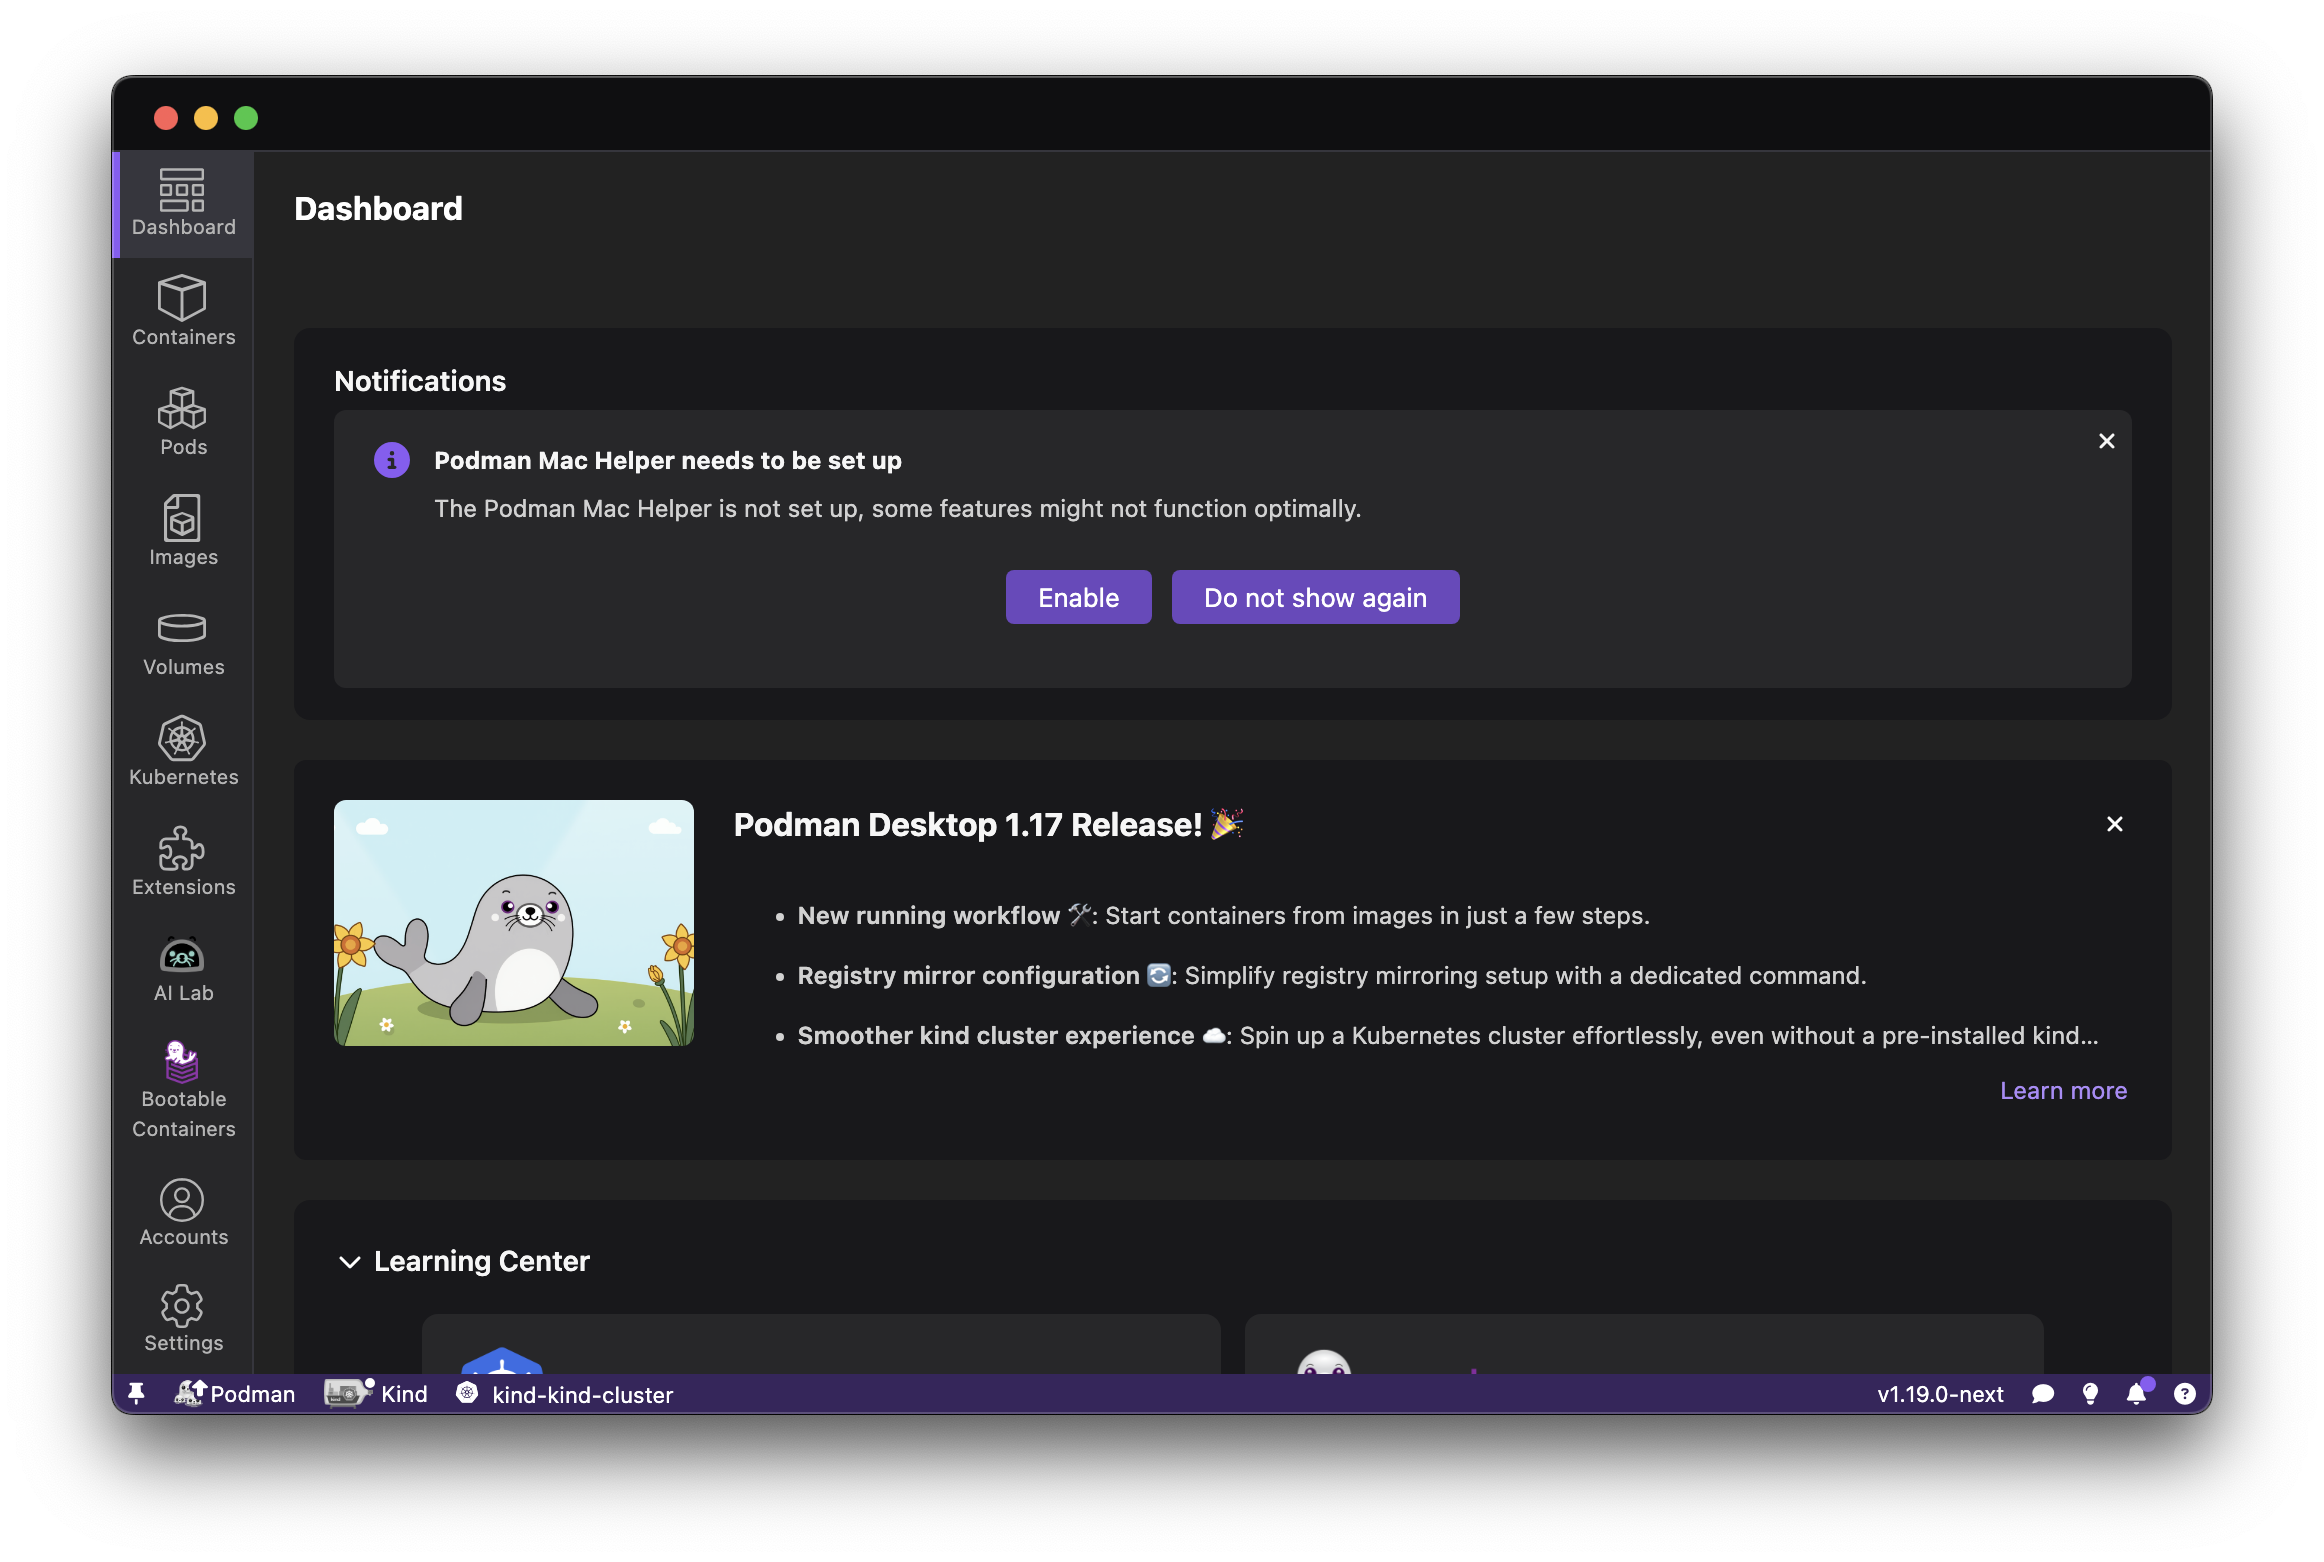 Dashboard
Containers
Pods
Images
Volumes
Kubernetes
Extensions
AI Lab
Bootable
Containers
Accounts
Settings
Dashboard
Notifications
Podman Mac Helper needs to be set up
The Podman Mac Helper is not set up, some features might not function optimally.
Enable
Do not show again
Podman Desktop 1.17 Release! 🎉
• New running workflow 🛠️: Start containers from images in just a few steps.
• Registry mirror configuration 🔄: Simplify registry mirroring setup with a dedicated command.
• Smoother kind cluster experience ☁️: Spin up a Kubernetes cluster effortlessly, even without a pre-installed kind...
Learn more
Learning Center
Podman
Kind
kind-kind-cluster
v1.19.0-next